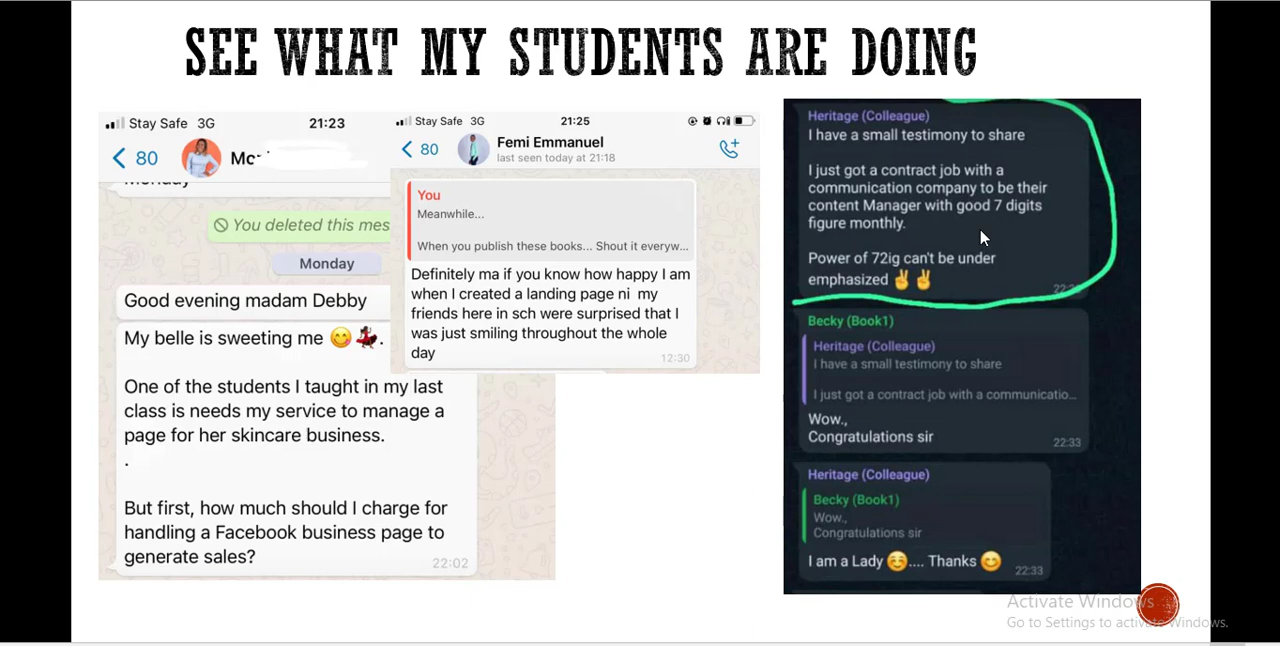 SEE WHAT MY STUDENTS ARE DOING
Stay Safe 3G 21:23
80
Monday
You deleted this mes
Monday
Good evening madam Debby
My belle is sweeting me 😋💃.
One of the students I taught in my last
class is needs my service to manage a
page for her skincare business.
.
But first, how much should I charge for
handling a Facebook business page to
generate sales?
22:02
Stay Safe 3G 21:25
80 Femi Emmanuel
last seen today at 21:18
You
Meanwhile...
When you publish these books... Shout it everyw...
Definitely ma if you know how happy I am
when I created a landing page ni my
friends here in sch were surprised that I
was just smiling throughout the whole
day
12:30
Heritage (Colleague)
I have a small testimony to share
I just got a contract job with a
communication company to be their
content Manager with good 7 digits
figure monthly.
Power of 72ig can't be under
emphasized ✌️✌️
Becky (Book1)
Heritage (Colleague)
I have a small testimony to share
I just got a contract job with a communicatio...
Wow.,
Congratulations sir
22:33
Heritage (Colleague)
Becky (Book1)
Wow.,
Congratulations sir
I am a Lady ☺️.... Thanks 😊
22:33
Activate Windows
Go to Settings to activate Windows.